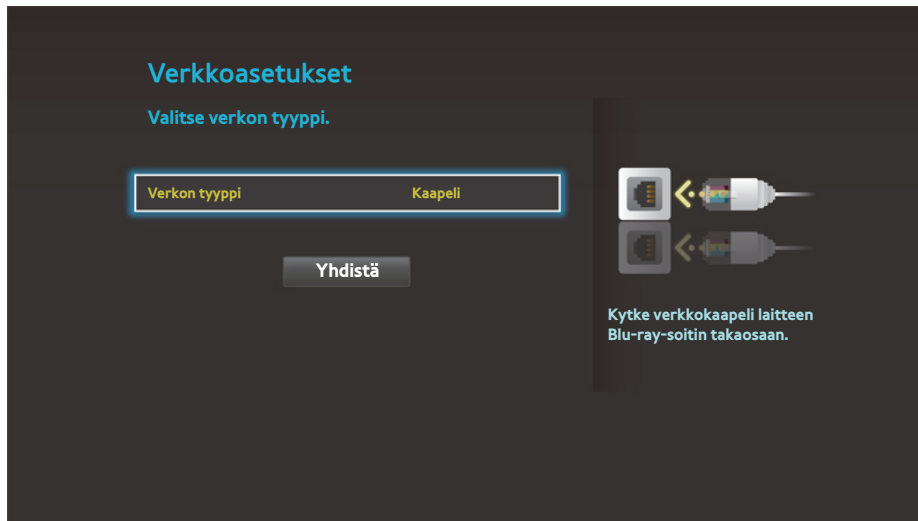 Verkkoasetukset
Valitse verkon tyyppi.
Verkon tyyppi Kaapeli
Yhdistä
Kytke verkkokaapeli laitteen
Blu-ray-soitin takaosaan.